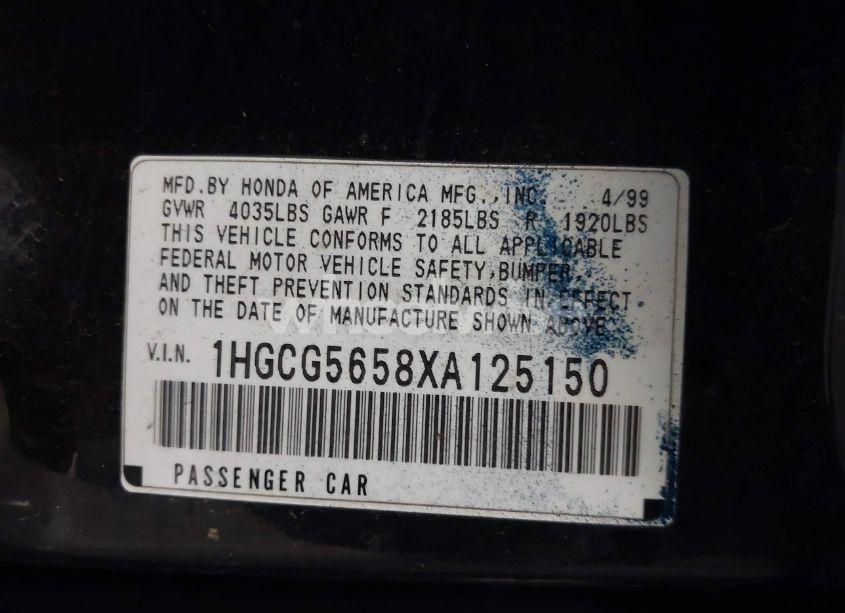 MFD.BY HONDA OF AMERICA MFG.,INC. 4/99
GVWR 4035LBS GAWR F 2185LBS R 1920LBS
THIS VEHICLE CONFORMS TO ALL APPLICABLE
FEDERAL MOTOR VEHICLE SAFETY,BUMPER,
AND THEFT PREVENTION STANDARDS IN EFFECT
ON THE DATE OF MANUFACTURE SHOWN ABOVE
V.I.N. 1HGCG5658XA125150
PASSENGER CAR